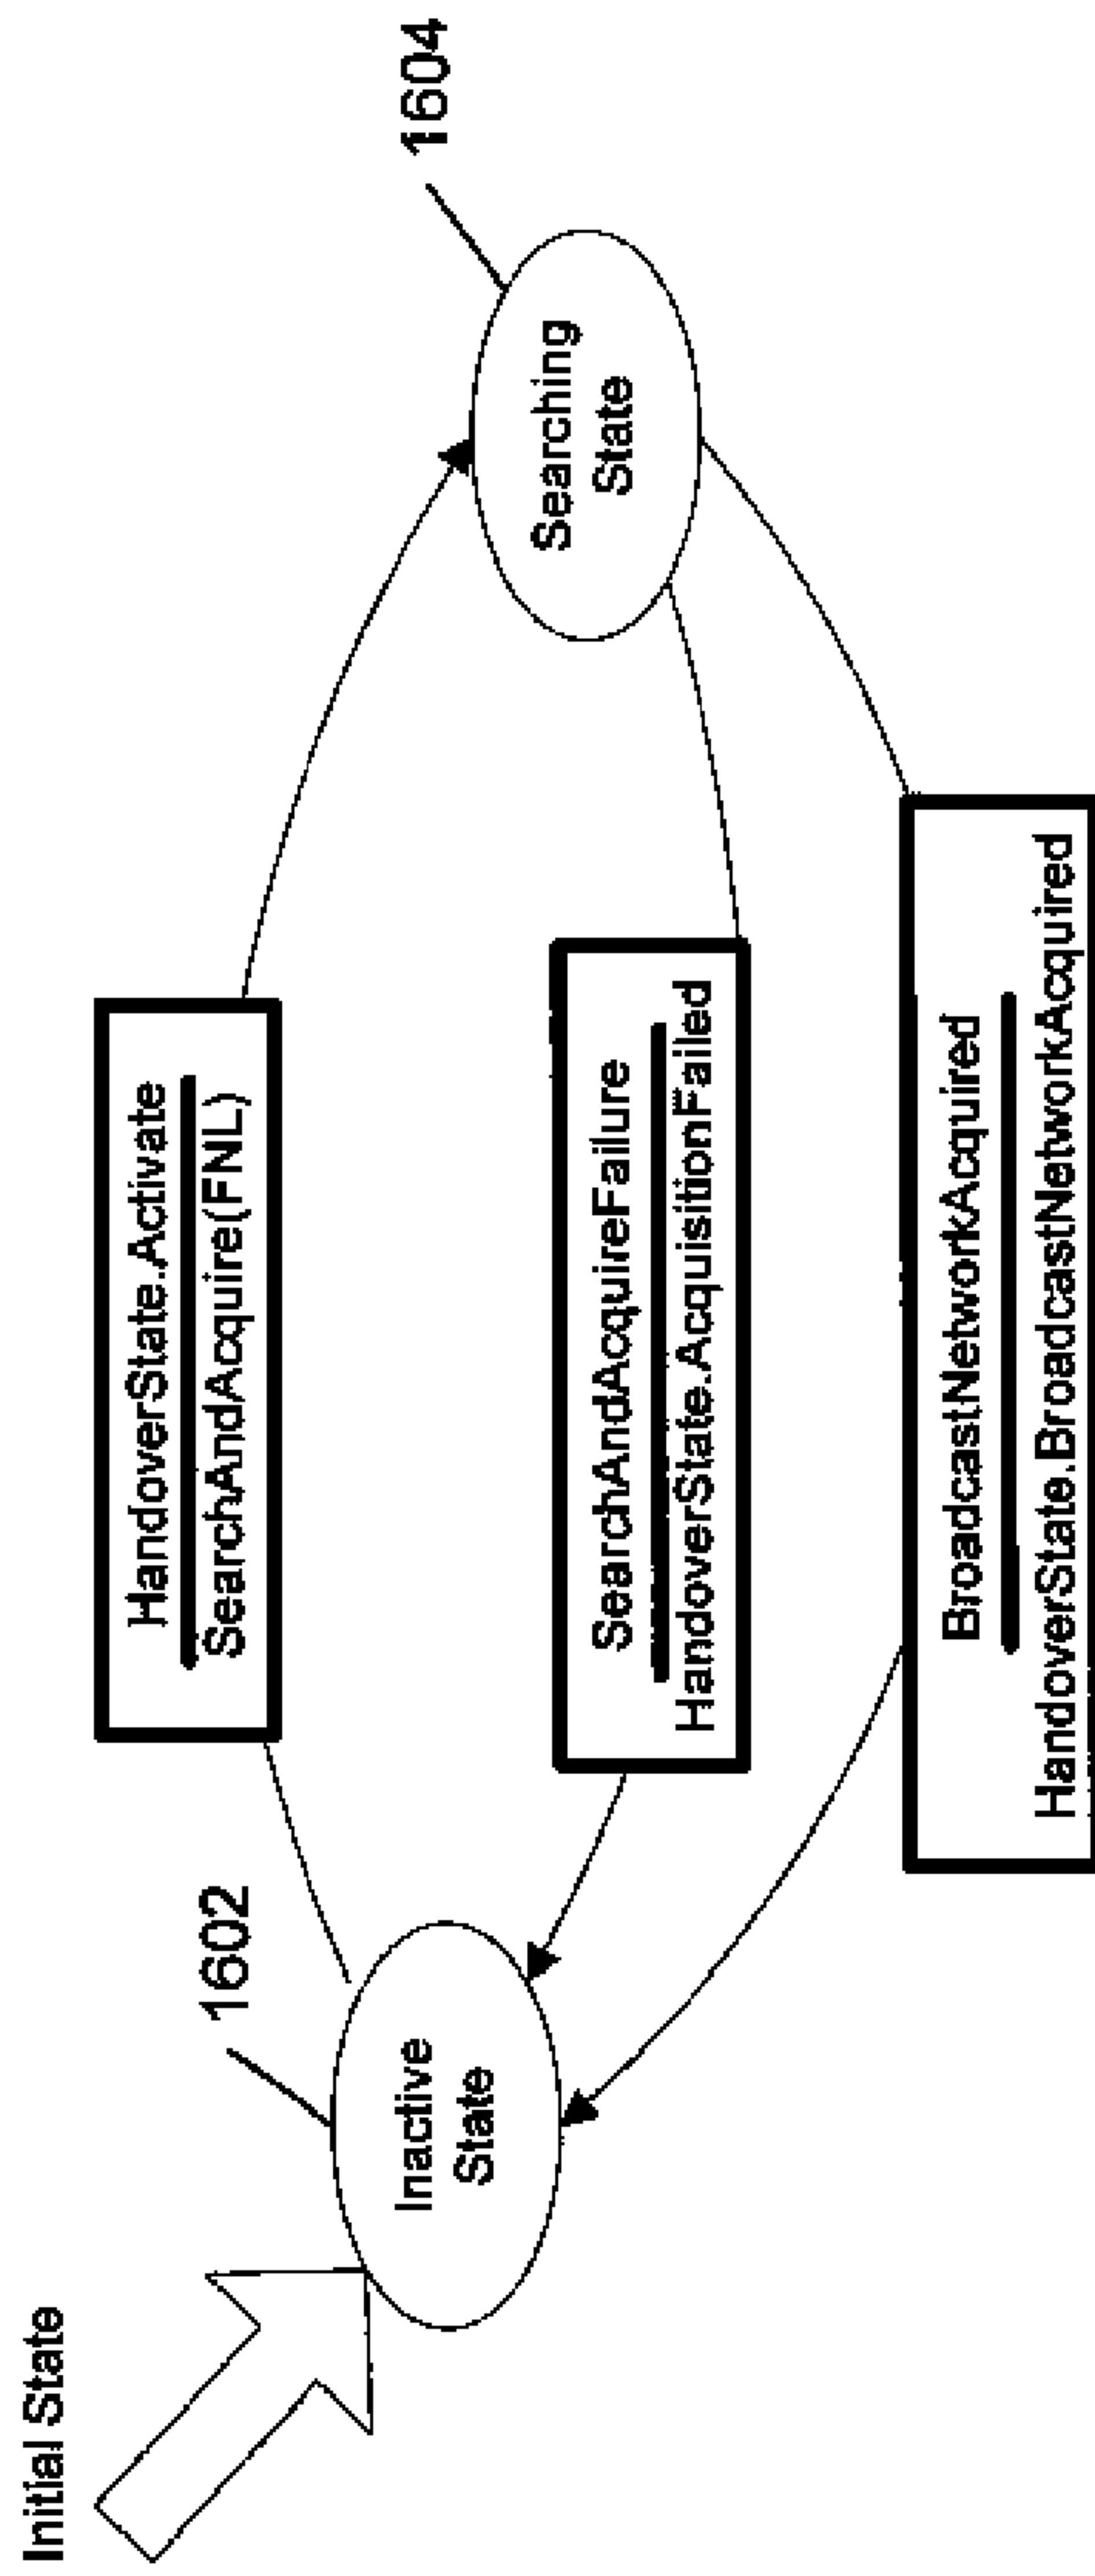 Initial State
1602
Inactive
State
HandoverState.Activate
SearchAndAcquire(FNL)
SearchAndAcquireFailure
HandoverState.AcquisitionFailed
BroadcastNetworkAcquired
HandoverState.BroadcastNetworkAcquired
1604
Searching
State